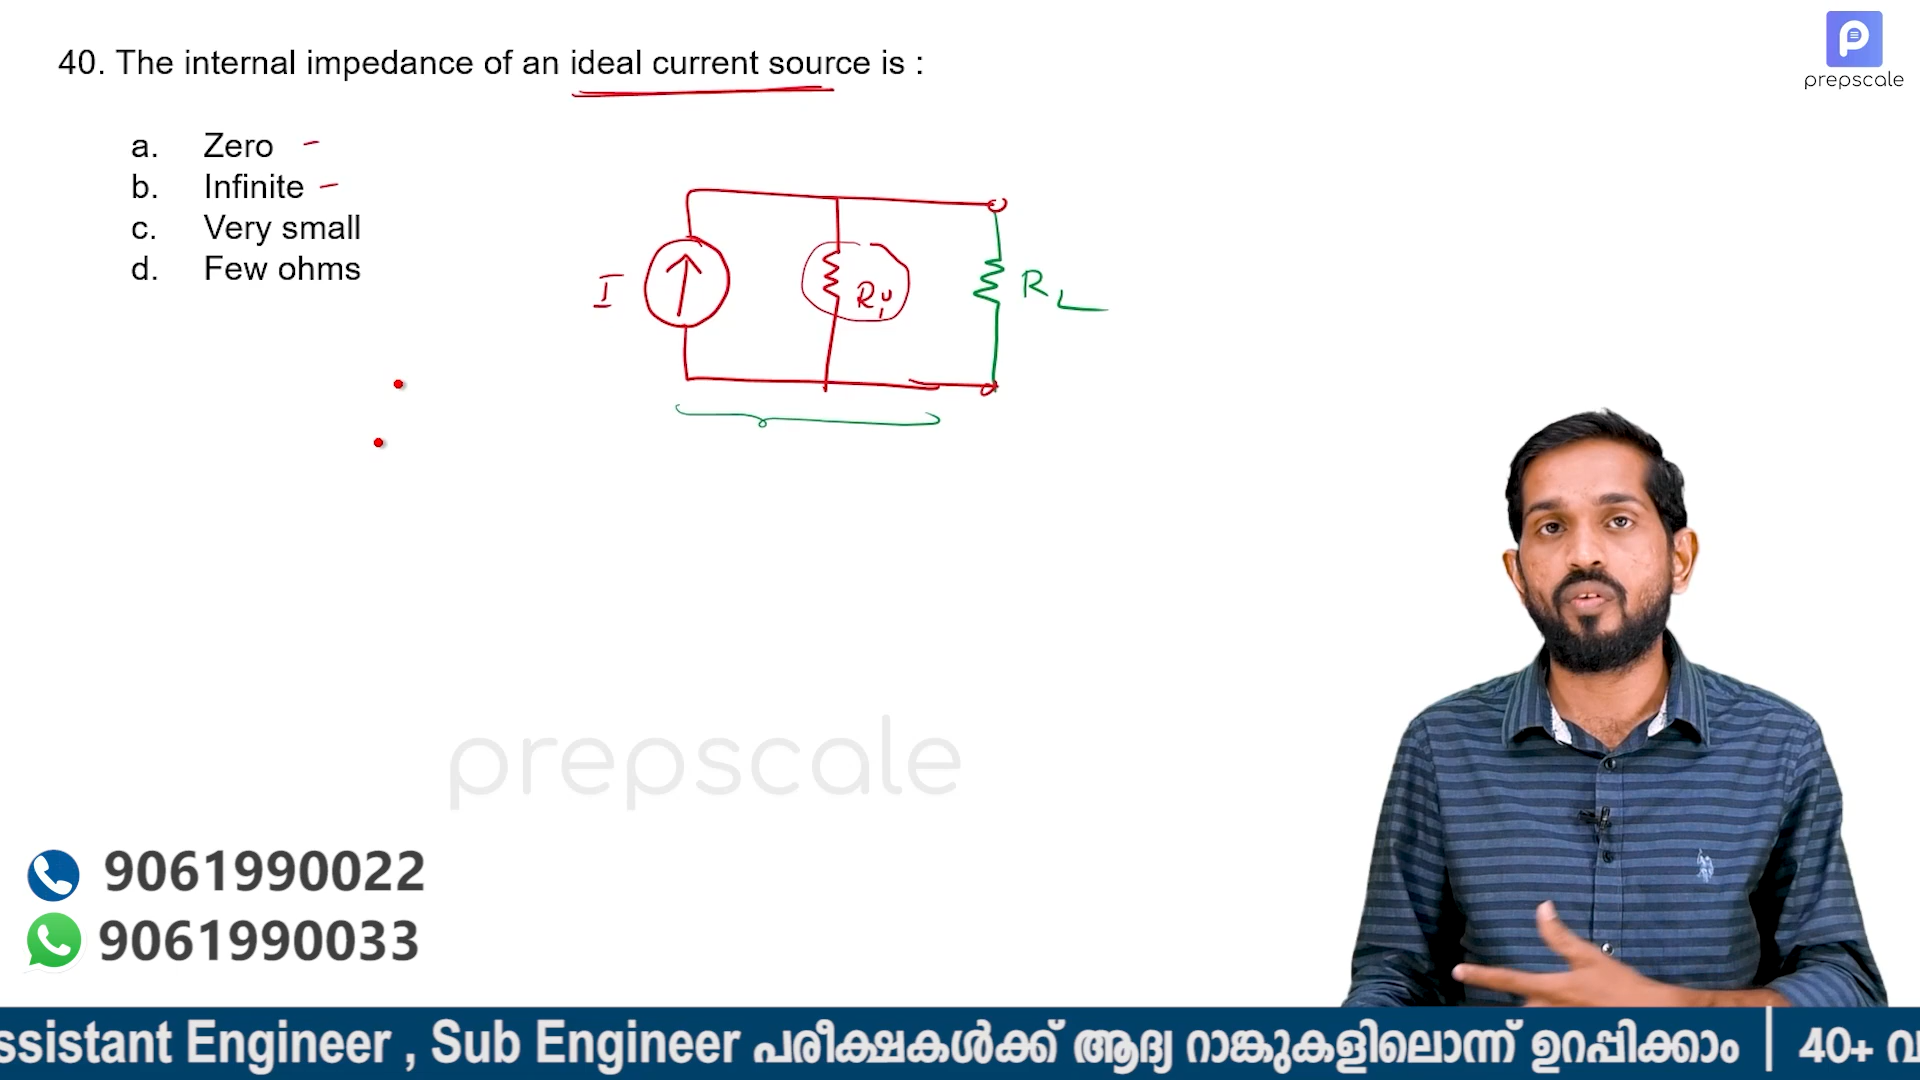 40. The internal impedance of an ideal current source is :
prepscale
a. Zero
b. Infinite
c. Very small
d. Few ohms
I
Ri
RL
prepscale
9061990022
9061990033
ssistant Engineer , Sub Engineer പരീക്ഷകൾക്ക് ആദ്യ റാങ്കുകളിലൊന്ന് ഉറപ്പിക്കാം | 40+